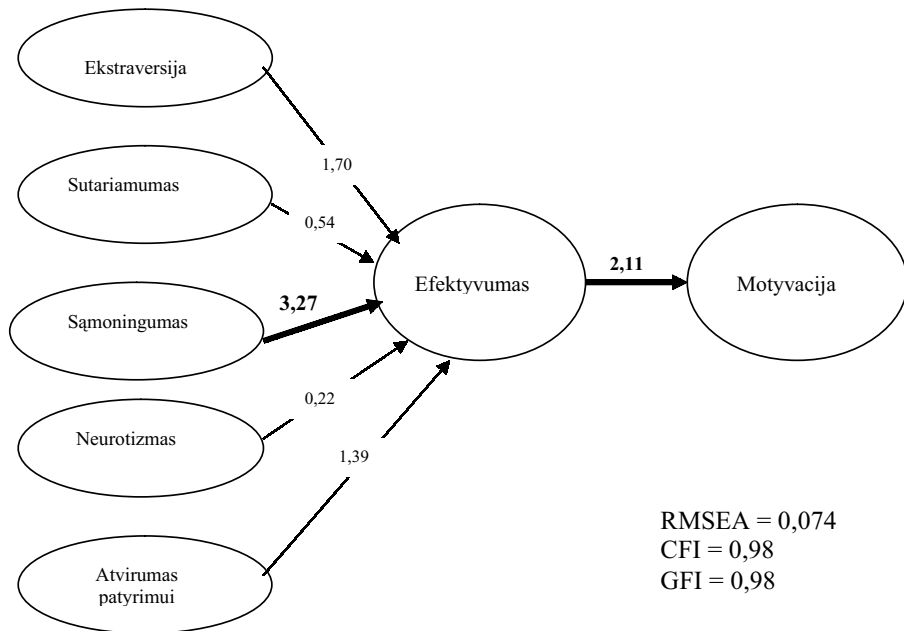 Ekstraversija
1,70
Sutariamumas
0,54
Efektyvumas
2,11
Motyvacija
3,27
Sąmoningumas
0,22
Neurotizmas
1,39
Atvirumas
patyrimui
RMSEA = 0,074
CFI = 0,98
GFI = 0,98